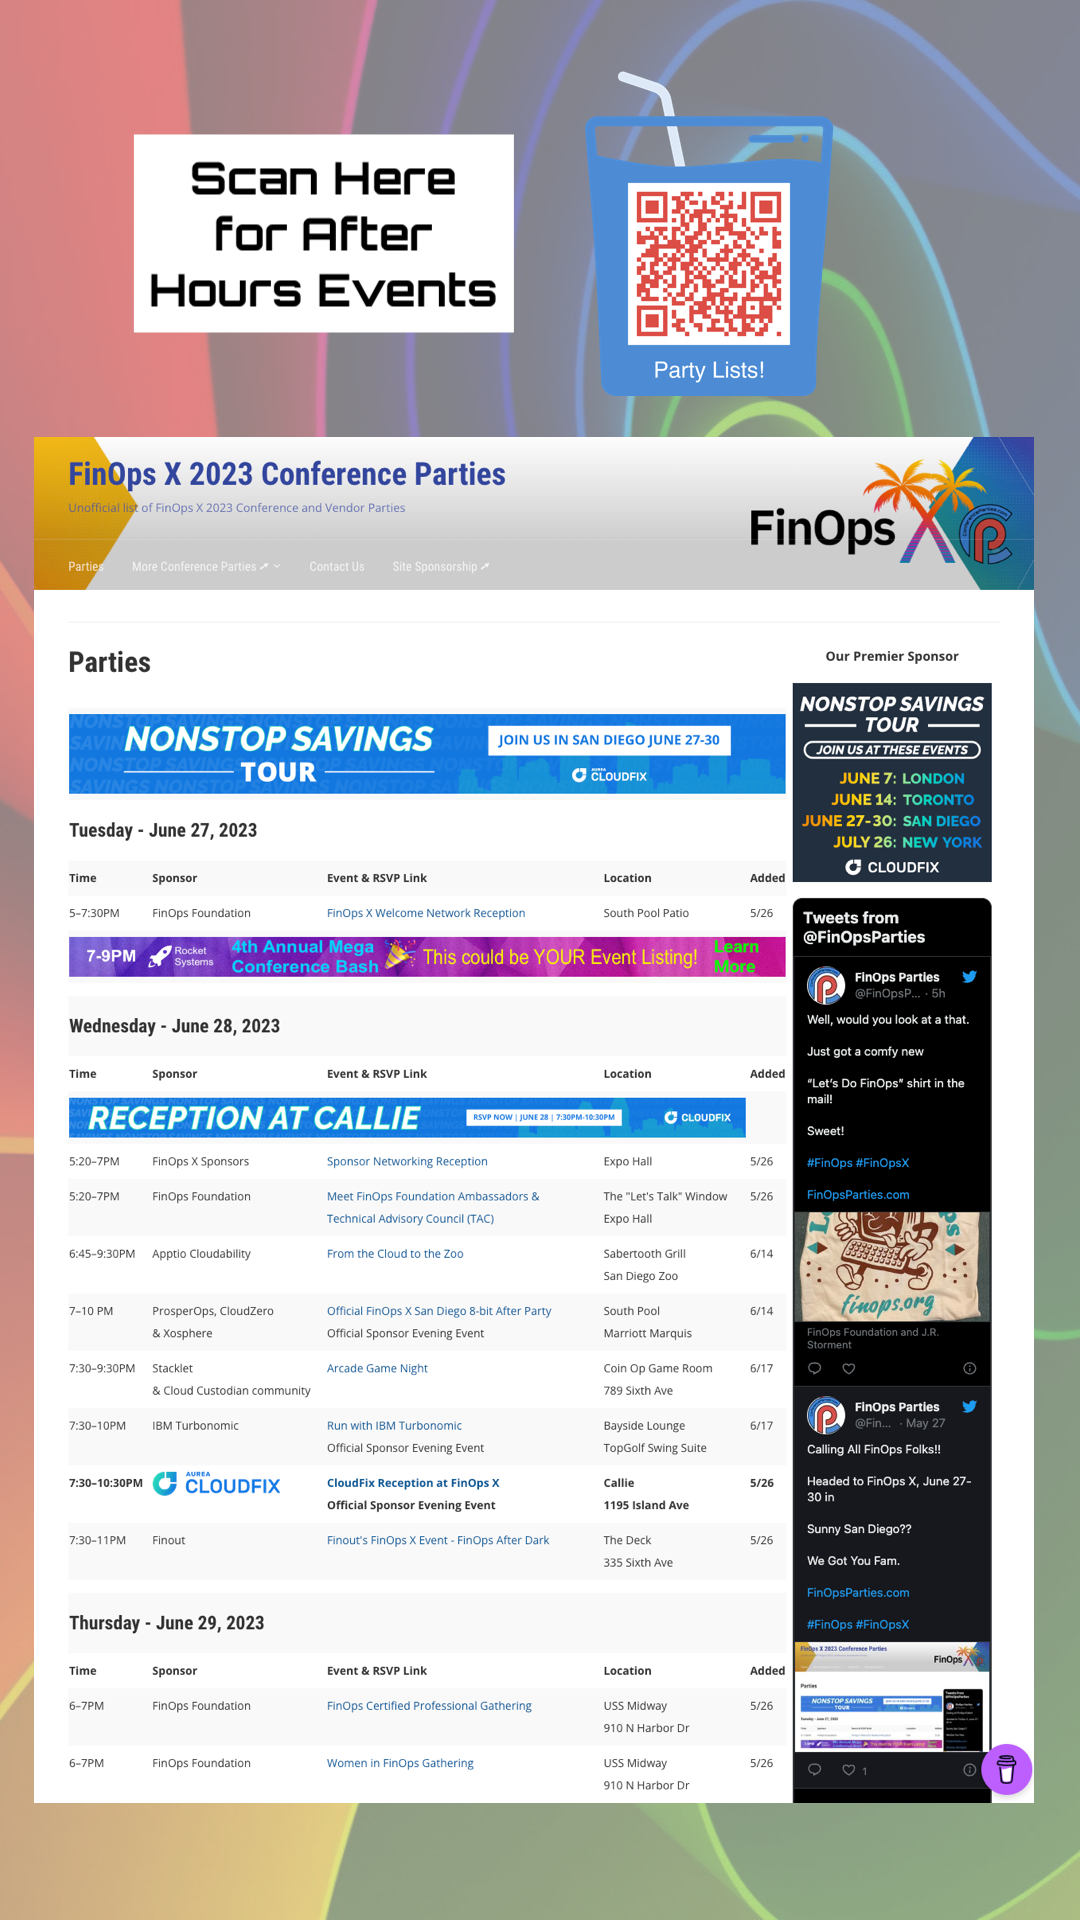 Scan Here
for After
Hours Events
Party Lists!
FinOps X 2023 Conference Parties
Unofficial list of FinOps X 2023 Conference and Vendor Parties
FinOps X
Parties More Conference Parties Contact Us Site Sponsorship
Parties
NONSTOP SAVINGS
TOUR
JOIN US IN SAN DIEGO JUNE 27-30
AUREA
CLOUDFIX
Tuesday - June 27, 2023
Time Sponsor Event & RSVP Link Location Added
5–7:30PM FinOps Foundation FinOps X Welcome Network Reception South Pool Patio 5/26
7-9PM Rocket Systems 4th Annual Mega Conference Bash This could be YOUR Event Listing! Learn More
Wednesday - June 28, 2023
Time Sponsor Event & RSVP Link Location Added
RECEPTION AT CALLIE RSVP NOW | JUNE 28 | 7:30PM-10:30PM CLOUDFIX
5:20–7PM FinOps X Sponsors Sponsor Networking Reception Expo Hall 5/26
5:20–7PM FinOps Foundation Meet FinOps Foundation Ambassadors & The "Let's Talk" Window 5/26
Technical Advisory Council (TAC) Expo Hall
6:45–9:30PM Apptio Cloudability From the Cloud to the Zoo Sabertooth Grill 6/14
San Diego Zoo
7–10 PM ProsperOps, CloudZero Official FinOps X San Diego 8-bit After Party South Pool 6/14
& Xosphere Official Sponsor Evening Event Marriott Marquis
7:30–9:30PM Stacklet Arcade Game Night Coin Op Game Room 6/17
& Cloud Custodian community 789 Sixth Ave
7:30–10PM IBM Turbonomic Run with IBM Turbonomic Bayside Lounge 6/17
Official Sponsor Evening Event TopGolf Swing Suite
7:30–10:30PM AUREA CLOUDFIX CloudFix Reception at FinOps X Callie 5/26
Official Sponsor Evening Event 1195 Island Ave
7:30–11PM Finout Finout's FinOps X Event - FinOps After Dark The Deck 5/26
335 Sixth Ave
Thursday - June 29, 2023
Time Sponsor Event & RSVP Link Location Added
6–7PM FinOps Foundation FinOps Certified Professional Gathering USS Midway 5/26
910 N Harbor Dr
6–7PM FinOps Foundation Women in FinOps Gathering USS Midway 5/26
910 N Harbor Dr
Our Premier Sponsor
NONSTOP SAVINGS
TOUR
JOIN US AT THESE EVENTS
JUNE 7: LONDON
JUNE 14: TORONTO
JUNE 27-30: SAN DIEGO
JULY 26: NEW YORK
CLOUDFIX
Tweets from
@FinOpsParties
FinOps Parties
@FinOpsP... · 5h
Well, would you look at a that.
Just got a comfy new
“Let’s Do FinOps” shirt in the
mail!
Sweet!
#FinOps #FinOpsX
FinOpsParties.com
finops.org
FinOps Foundation and J.R.
Storment
FinOps Parties
@Fin... · May 27
Calling All FinOps Folks!!
Headed to FinOps X, June 27-
30 in
Sunny San Diego??
We Got You Fam.
FinOpsParties.com
#FinOps #FinOpsX
FinOps X 2023 Conference Parties
FinOps X
Parties
NONSTOP SAVINGS
TOUR
1